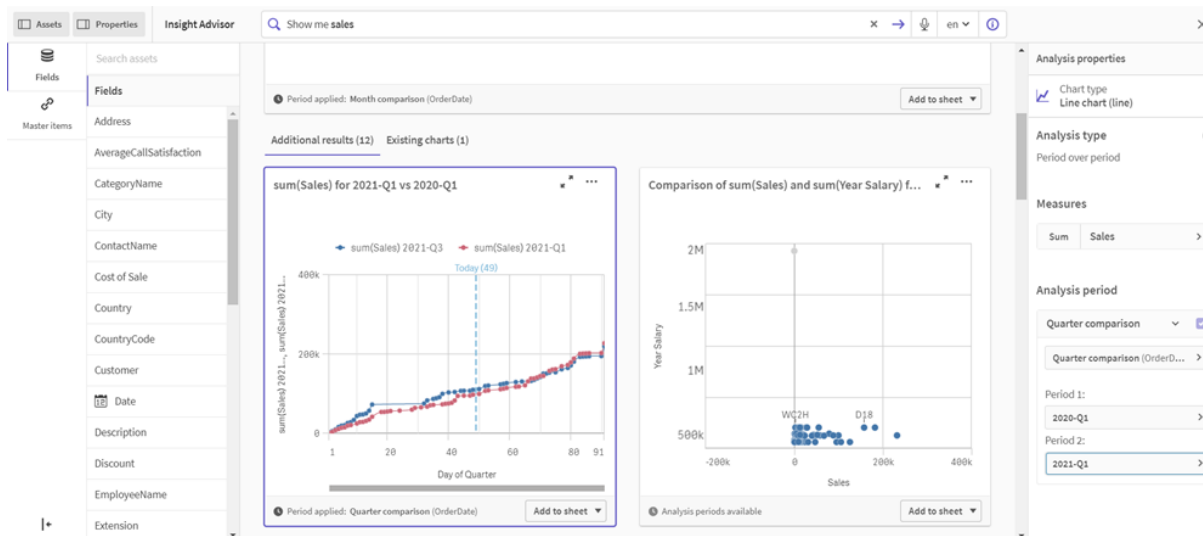 Assets
Properties
Insight Advisor
Show me sales
en
Fields
Master items
Search assets
Fields
Address
AverageCallSatisfaction
CategoryName
City
ContactName
Cost of Sale
Country
CountryCode
Customer
Date
Description
Discount
EmployeeName
Extension
Period applied: Month comparison (OrderDate)
Add to sheet
Additional results (12)
Existing charts (1)
sum(Sales) for 2021-Q1 vs 2020-Q1
sum(Sales) 2021-Q3
sum(Sales) 2021-Q1
Today (49)
sum(Sales) 2021..., sum(Sales) 2021...
400k
200k
0
1 20 40 60 80 91
Day of Quarter
Period applied: Quarter comparison (OrderDate)
Add to sheet
Comparison of sum(Sales) and sum(Year Salary) f...
Year Salary
2M
1.5M
1M
500k
WC2H
D18
-200k 0 200k 400k
Sales
Analysis periods available
Add to sheet
Analysis properties
Chart type
Line chart (line)
Analysis type
Period over period
Measures
Sum
Sales
Analysis period
Quarter comparison
Quarter comparison (OrderD...
Period 1:
2020-Q1
Period 2:
2021-Q1